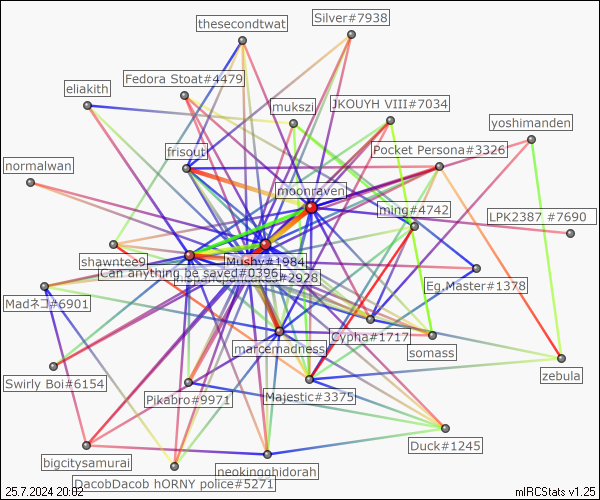 Silver#7938
thesecondtwat
Fedora Stoat#4479
eliakith
mukszi
JKOUYH VIII#7034
yoshimanden
frisout
Pocket Persona#3326
normalwan
moonraven
ming#4742
LPK2387 #7690
shawntee9
Mushy#1984
Can anything be saved#0396
#2928
Eg.Master#1378
Madネコ#6901
Cypha#1717
marcemadness
somass
zebula
Swirly Boi#6154
Pikabro#9971
Majestic#3375
Duck#1245
bigcitysamurai
neokingghidorah
DacobDacob hORNY police#5271
25.7.2024 20:02
mIRCStats v1.25